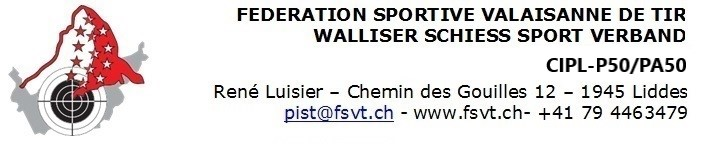 FEDERATION SPORTIVE VALAISANNE DE TIR
WALLISER SCHIESS SPORT VERBAND
CIPL-P50/PA50
René Luisier – Chemin des Gouilles 12 – 1945 Liddes
pist@fsvt.ch - www.fsvt.ch- +41 79 4463479